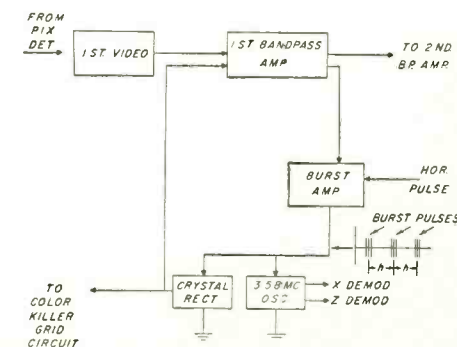 FROM
PIX
DET.
1ST. VIDEO
1ST. BANDPASS
AMP
TO 2ND.
BP. AMP.
BURST
AMP
HOR.
PULSE
BURST PULSES
h
h
CRYSTAL
RECT
3.58MC
OSC
X DEMOD
Z DEMOD
TO
COLOR
KILLER
GRID
CIRCUIT